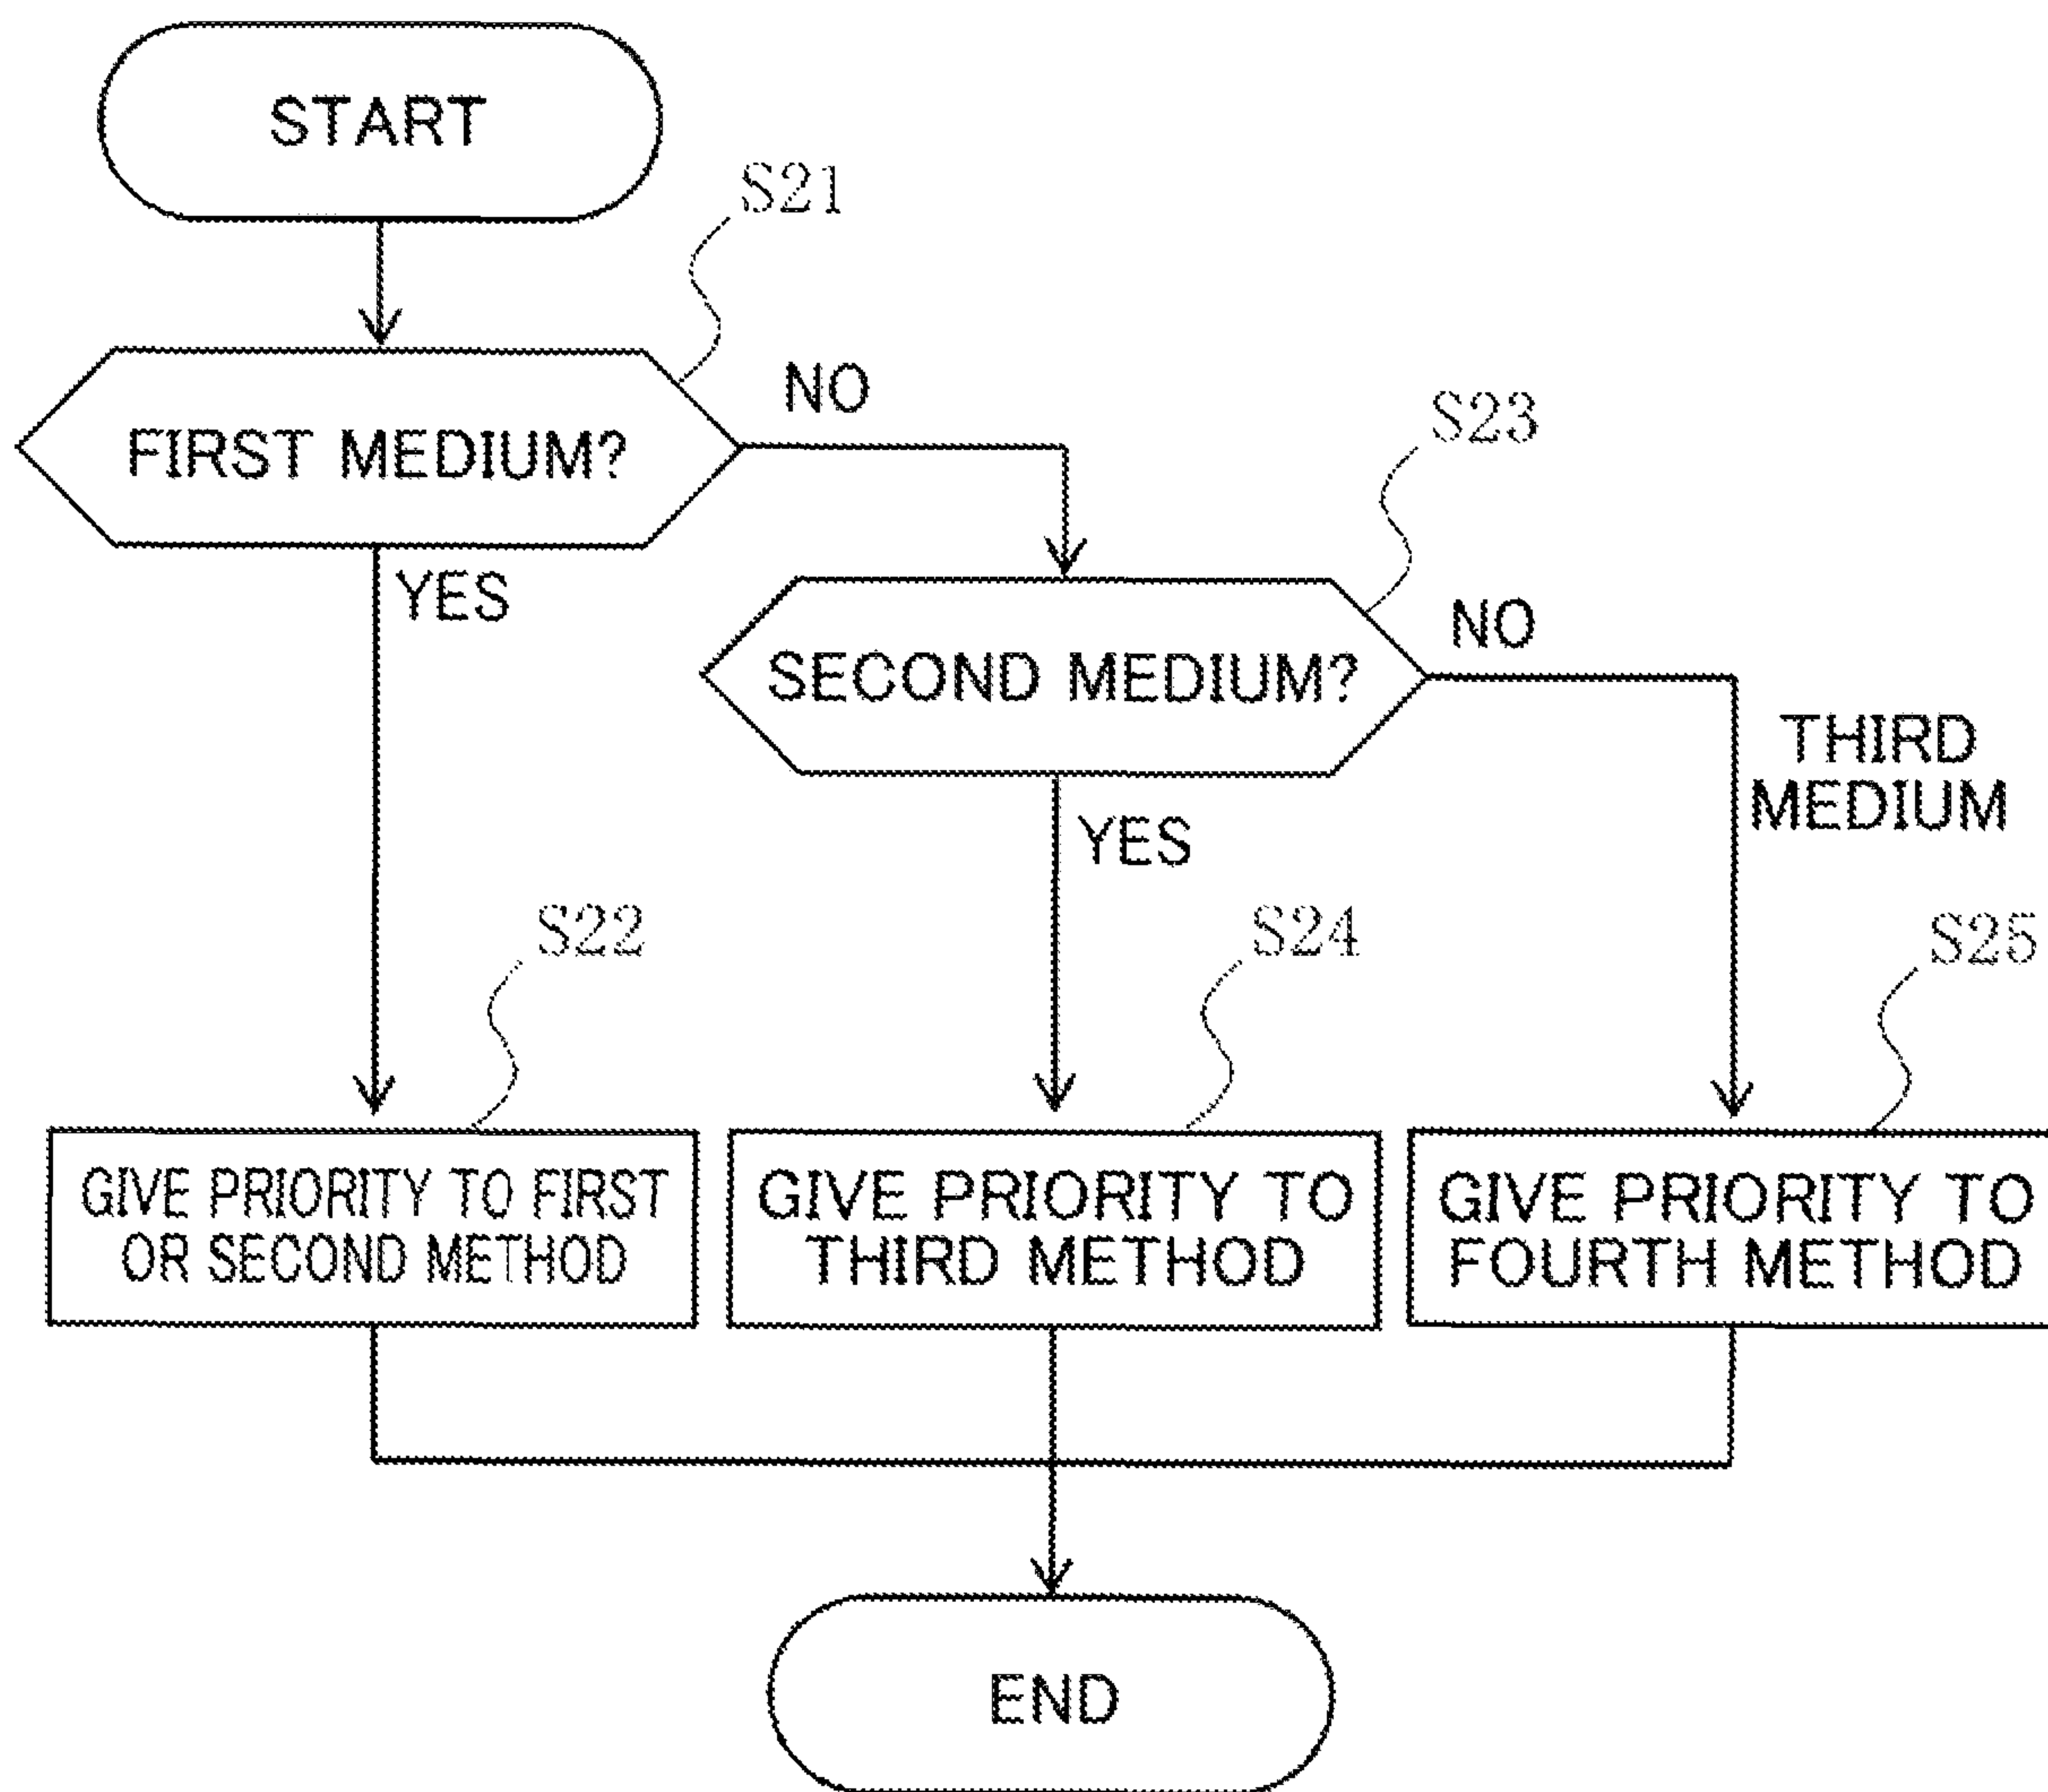 START
S21
FIRST MEDIUM?
NO
YES
S23
SECOND MEDIUM?
NO
YES
THIRD
MEDIUM
S22
GIVE PRIORITY TO FIRST
OR SECOND METHOD
S24
GIVE PRIORITY TO
THIRD METHOD
S25
GIVE PRIORITY TO
FOURTH METHOD
END